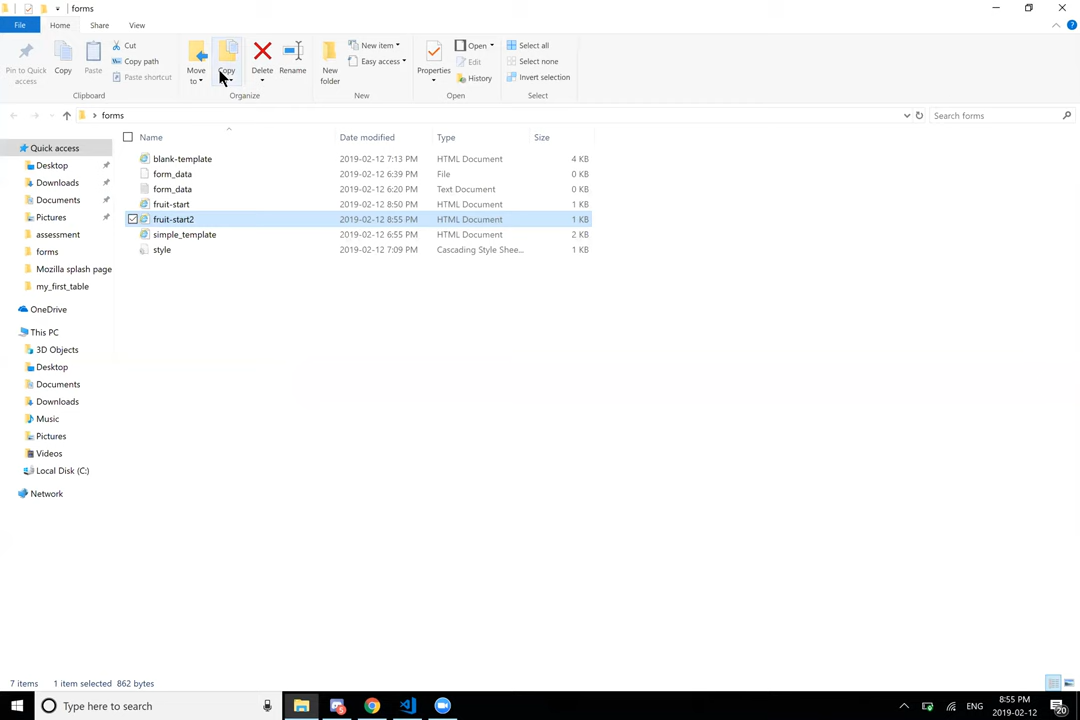 forms
File Home Share View
Pin to Quick access
Copy
Paste
Cut
Copy path
Paste shortcut
Clipboard
Move to
Copy
Delete
Rename
Organize
New folder
New item
Easy access
New
Properties
Open
Edit
History
Open
Select all
Select none
Invert selection
Select
forms
Search forms
Name Date modified Type Size
blank-template 2019-02-12 7:13 PM HTML Document 4 KB
form_data 2019-02-12 6:39 PM File 0 KB
form_data 2019-02-12 6:20 PM Text Document 0 KB
fruit-start 2019-02-12 8:50 PM HTML Document 1 KB
fruit-start2 2019-02-12 8:55 PM HTML Document 1 KB
simple_template 2019-02-12 6:55 PM HTML Document 2 KB
style 2019-02-12 7:09 PM Cascading Style Shee... 1 KB
Quick access
Desktop
Downloads
Documents
Pictures
assessment
forms
Mozilla splash page
my_first_table
OneDrive
This PC
3D Objects
Desktop
Documents
Downloads
Music
Pictures
Videos
Local Disk (C:)
Network
7 items 1 item selected 862 bytes
Type here to search
ENG
8:55 PM
2019-02-12
20